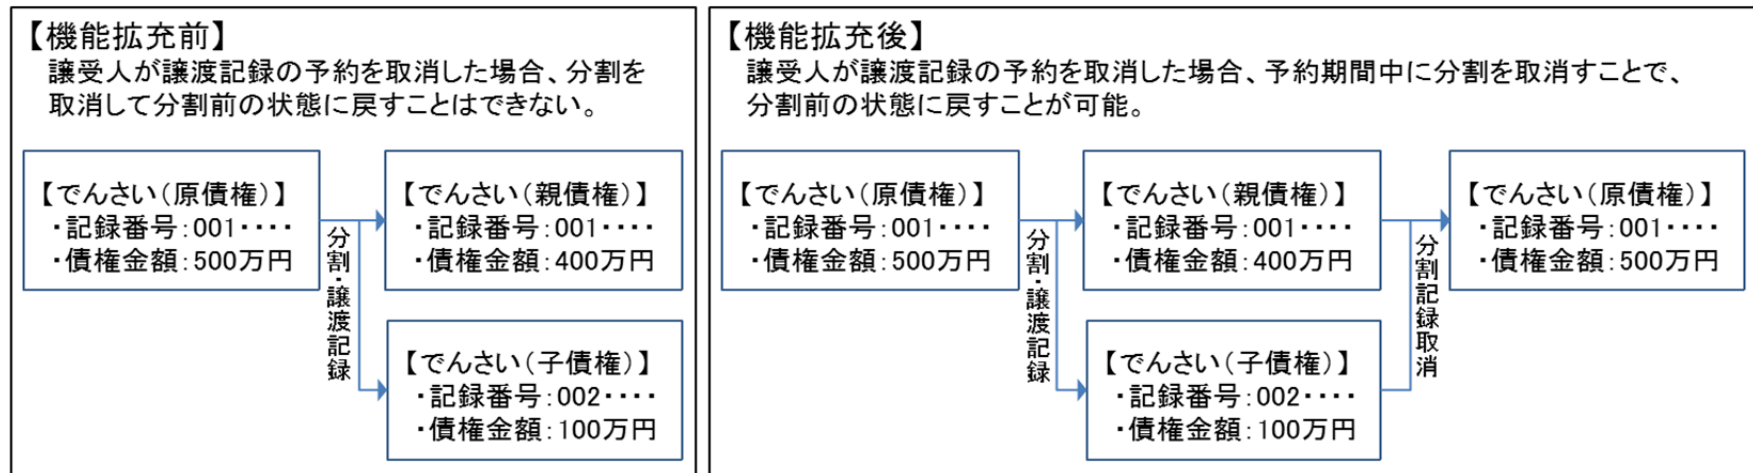 【機能拡充前】
譲受人が譲渡記録の予約を取消した場合、分割を
取消して分割前の状態に戻すことはできない。
【でんさい(原債権)】
・記録番号:001・・・・
・債権金額:500万円
分割・譲渡記録
【でんさい(親債権)】
・記録番号:001・・・・
・債権金額:400万円
【でんさい(子債権)】
・記録番号:002・・・・
・債権金額:100万円
【機能拡充後】
譲受人が譲渡記録の予約を取消した場合、予約期間中に分割を取消すことで、
分割前の状態に戻すことが可能。
【でんさい(原債権)】
・記録番号:001・・・・
・債権金額:500万円
分割・譲渡記録
【でんさい(親債権)】
・記録番号:001・・・・
・債権金額:400万円
【でんさい(子債権)】
・記録番号:002・・・・
・債権金額:100万円
分割記録取消
【でんさい(原債権)】
・記録番号:001・・・・
・債権金額:500万円